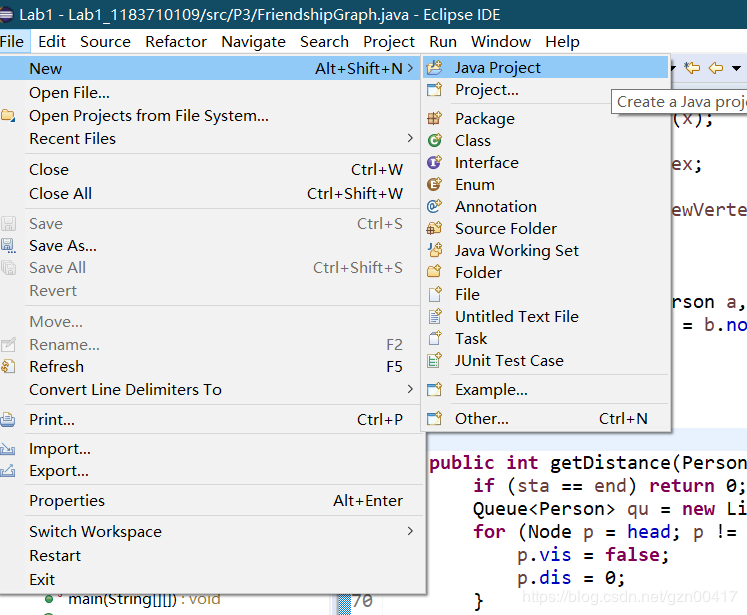 Lab1 - Lab1_1183710109/src/P3/FriendshipGraph.java - Eclipse IDE
File Edit Source Refactor Navigate Search Project Run Window Help
New Alt+Shift+N
Open File...
Open Projects from File System...
Recent Files
Close Ctrl+W
Close All Ctrl+Shift+W
Save Ctrl+S
Save As...
Save All Ctrl+Shift+S
Revert
Move...
Rename... F2
Refresh F5
Convert Line Delimiters To
Print... Ctrl+P
Import...
Export...
Properties Alt+Enter
Switch Workspace
Restart
Exit
Java Project
Project...
Package
Class
Interface
Enum
Annotation
Source Folder
Java Working Set
Folder
File
Untitled Text File
Task
JUnit Test Case
Example...
Other... Ctrl+N
Create a Java proje
(x);
ex;
ewVerte
rson a,
= b.no
public int getDistance(Person
if (sta == end) return 0;
Queue<Person> qu = new Li
for (Node p = head; p !=
p.vis = false;
p.dis = 0;
70 }
main(String[][]) : void
https://blog.csdn.net/gzn00417